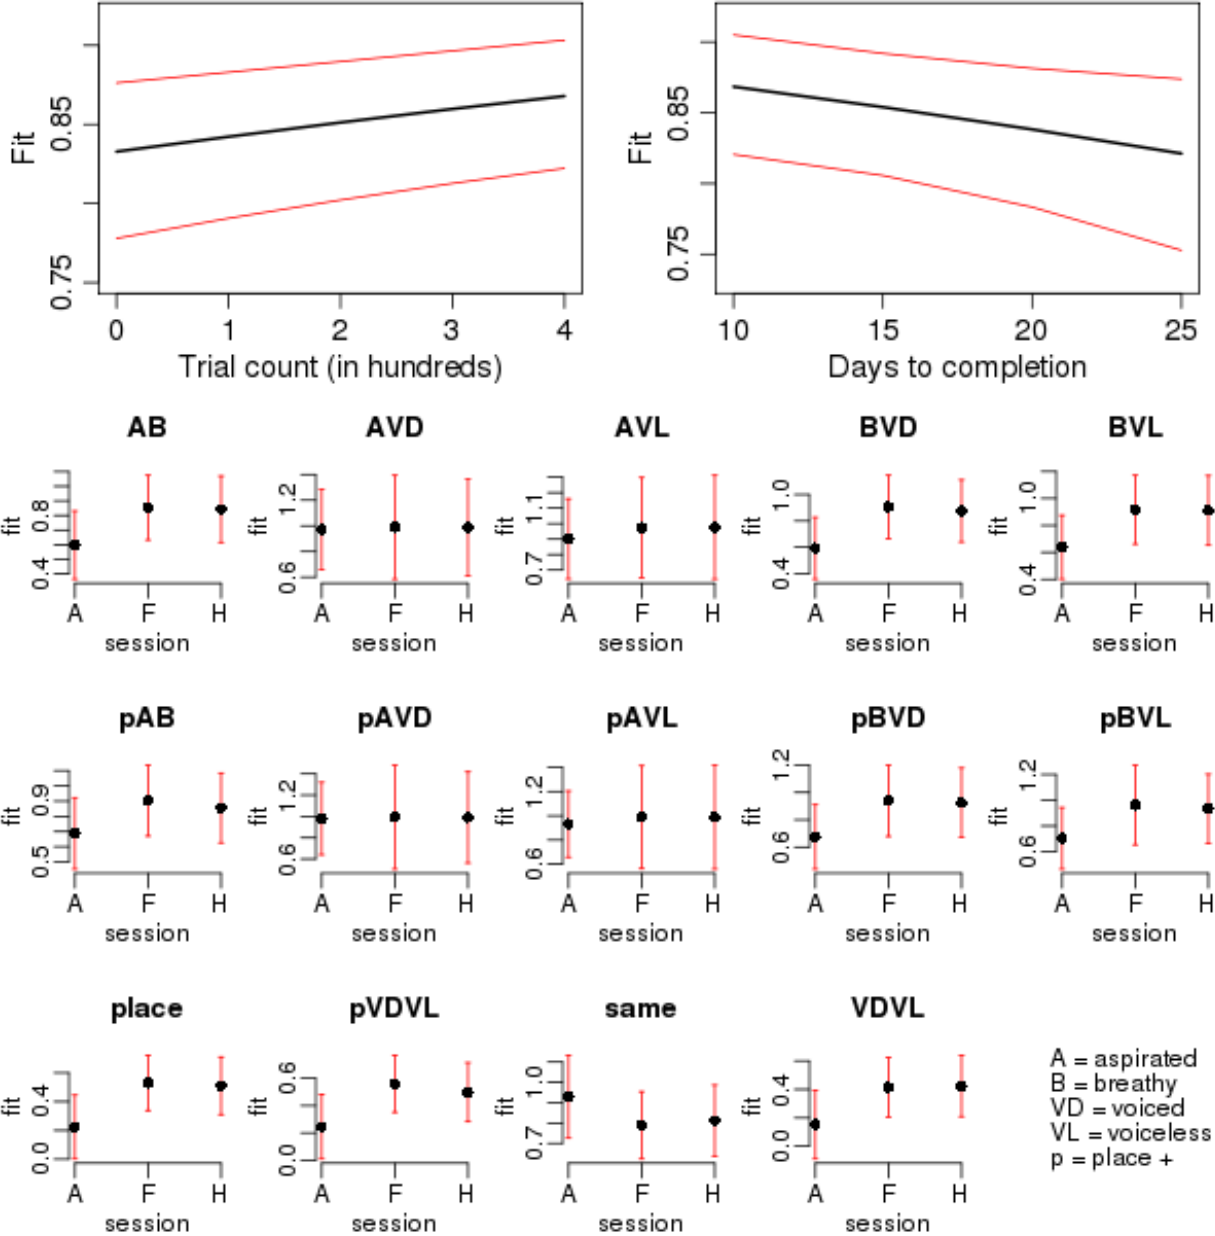 Fit
0.85
0.75
0 1 2 3 4
Trial count (in hundreds)
Fit
0.85
0.75
10 15 20 25
Days to completion
AB AVD AVL BVD BVL
fit 0.8 0.4 fit 1.2 0.6 fit 1.1 0.7 fit 1.0 0.4 fit 1.0 0.4
A F H A F H A F H A F H A F H
session session session session session
pAB pAVD pAVL pBVD pBVL
fit 0.9 0.5 fit 1.2 0.6 fit 1.2 0.6 fit 1.2 0.6 fit 1.2 0.6
A F H A F H A F H A F H A F H
session session session session session
place pVDVL same VDVL
fit 0.4 0.0 fit 0.6 0.0 fit 1.0 0.7 fit 0.4 0.0
A F H A F H A F H A F H
session session session session
A = aspirated
B = breathy
VD = voiced
VL = voiceless
p = place +